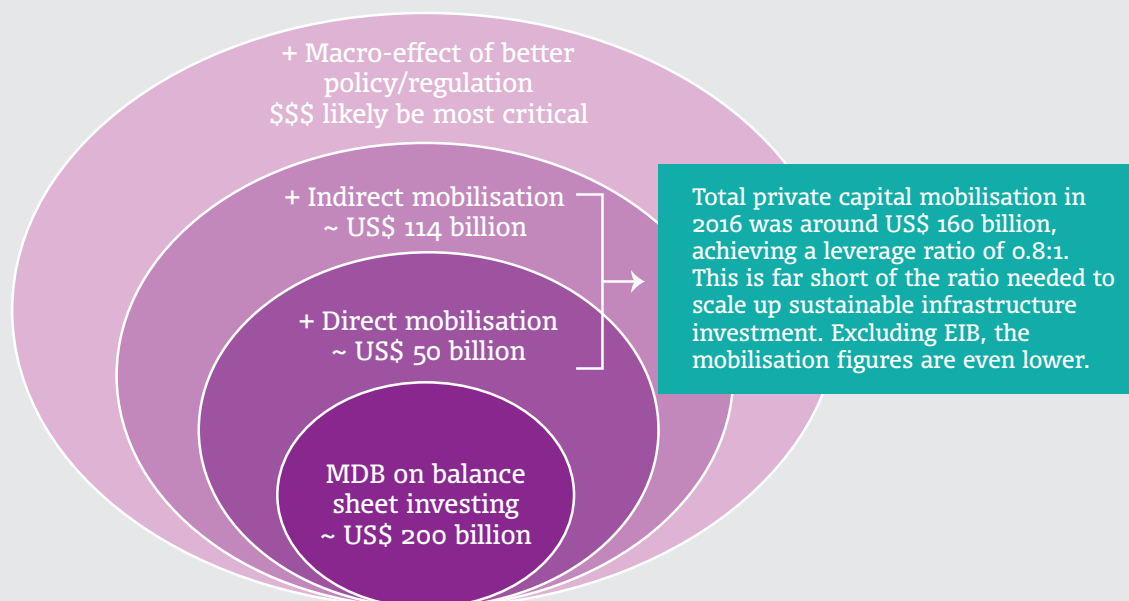 + Macro-effect of better
policy/regulation
$$$ likely be most critical
+ Indirect mobilisation
~ US$ 114 billion
+ Direct mobilisation
~ US$ 50 billion
MDB on balance
sheet investing
~ US$ 200 billion
Total private capital mobilisation in
2016 was around US$ 160 billion,
achieving a leverage ratio of 0.8:1.
This is far short of the ratio needed to
scale up sustainable infrastructure
investment. Excluding EIB, the
mobilisation figures are even lower.